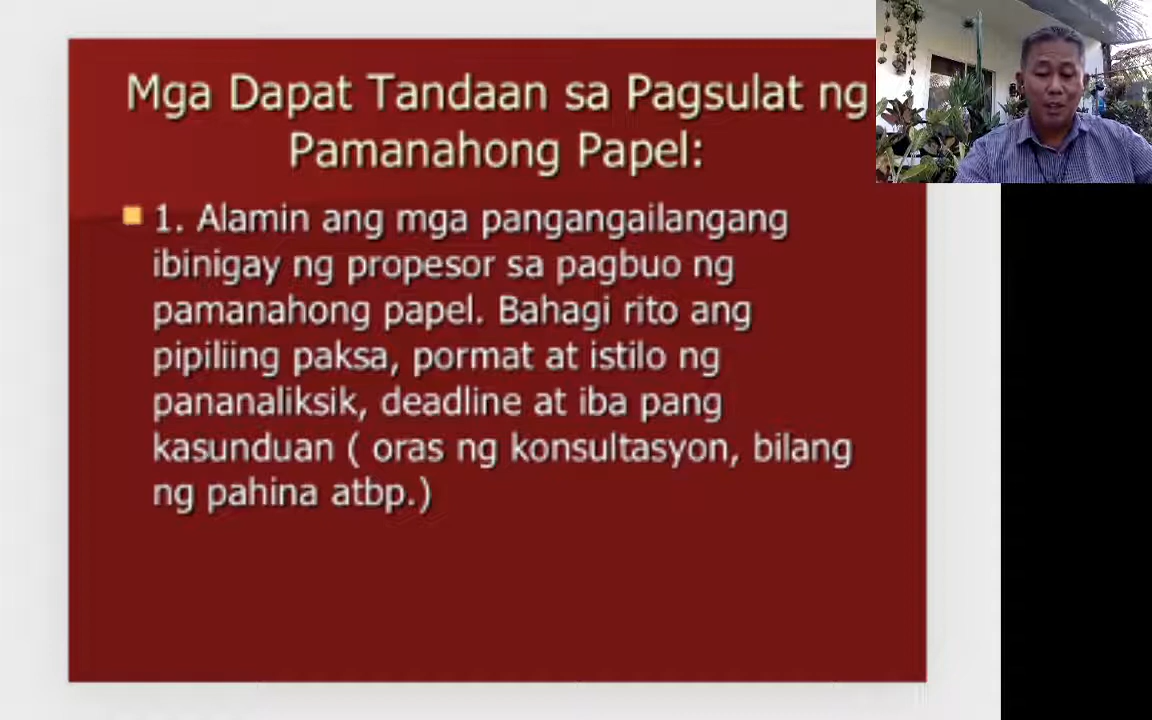 Mga Dapat Tandaan sa Pagsulat ng
Pamanahong Papel:
1. Alamin ang mga pangangailangang
ibinigay ng propesor sa pagbuo ng
pamanahong papel. Bahagi rito ang
pipiliing paksa, pormat at istilo ng
pananaliksik, deadline at iba pang
kasunduan ( oras ng konsultasyon, bilang
ng pahina atbp.)